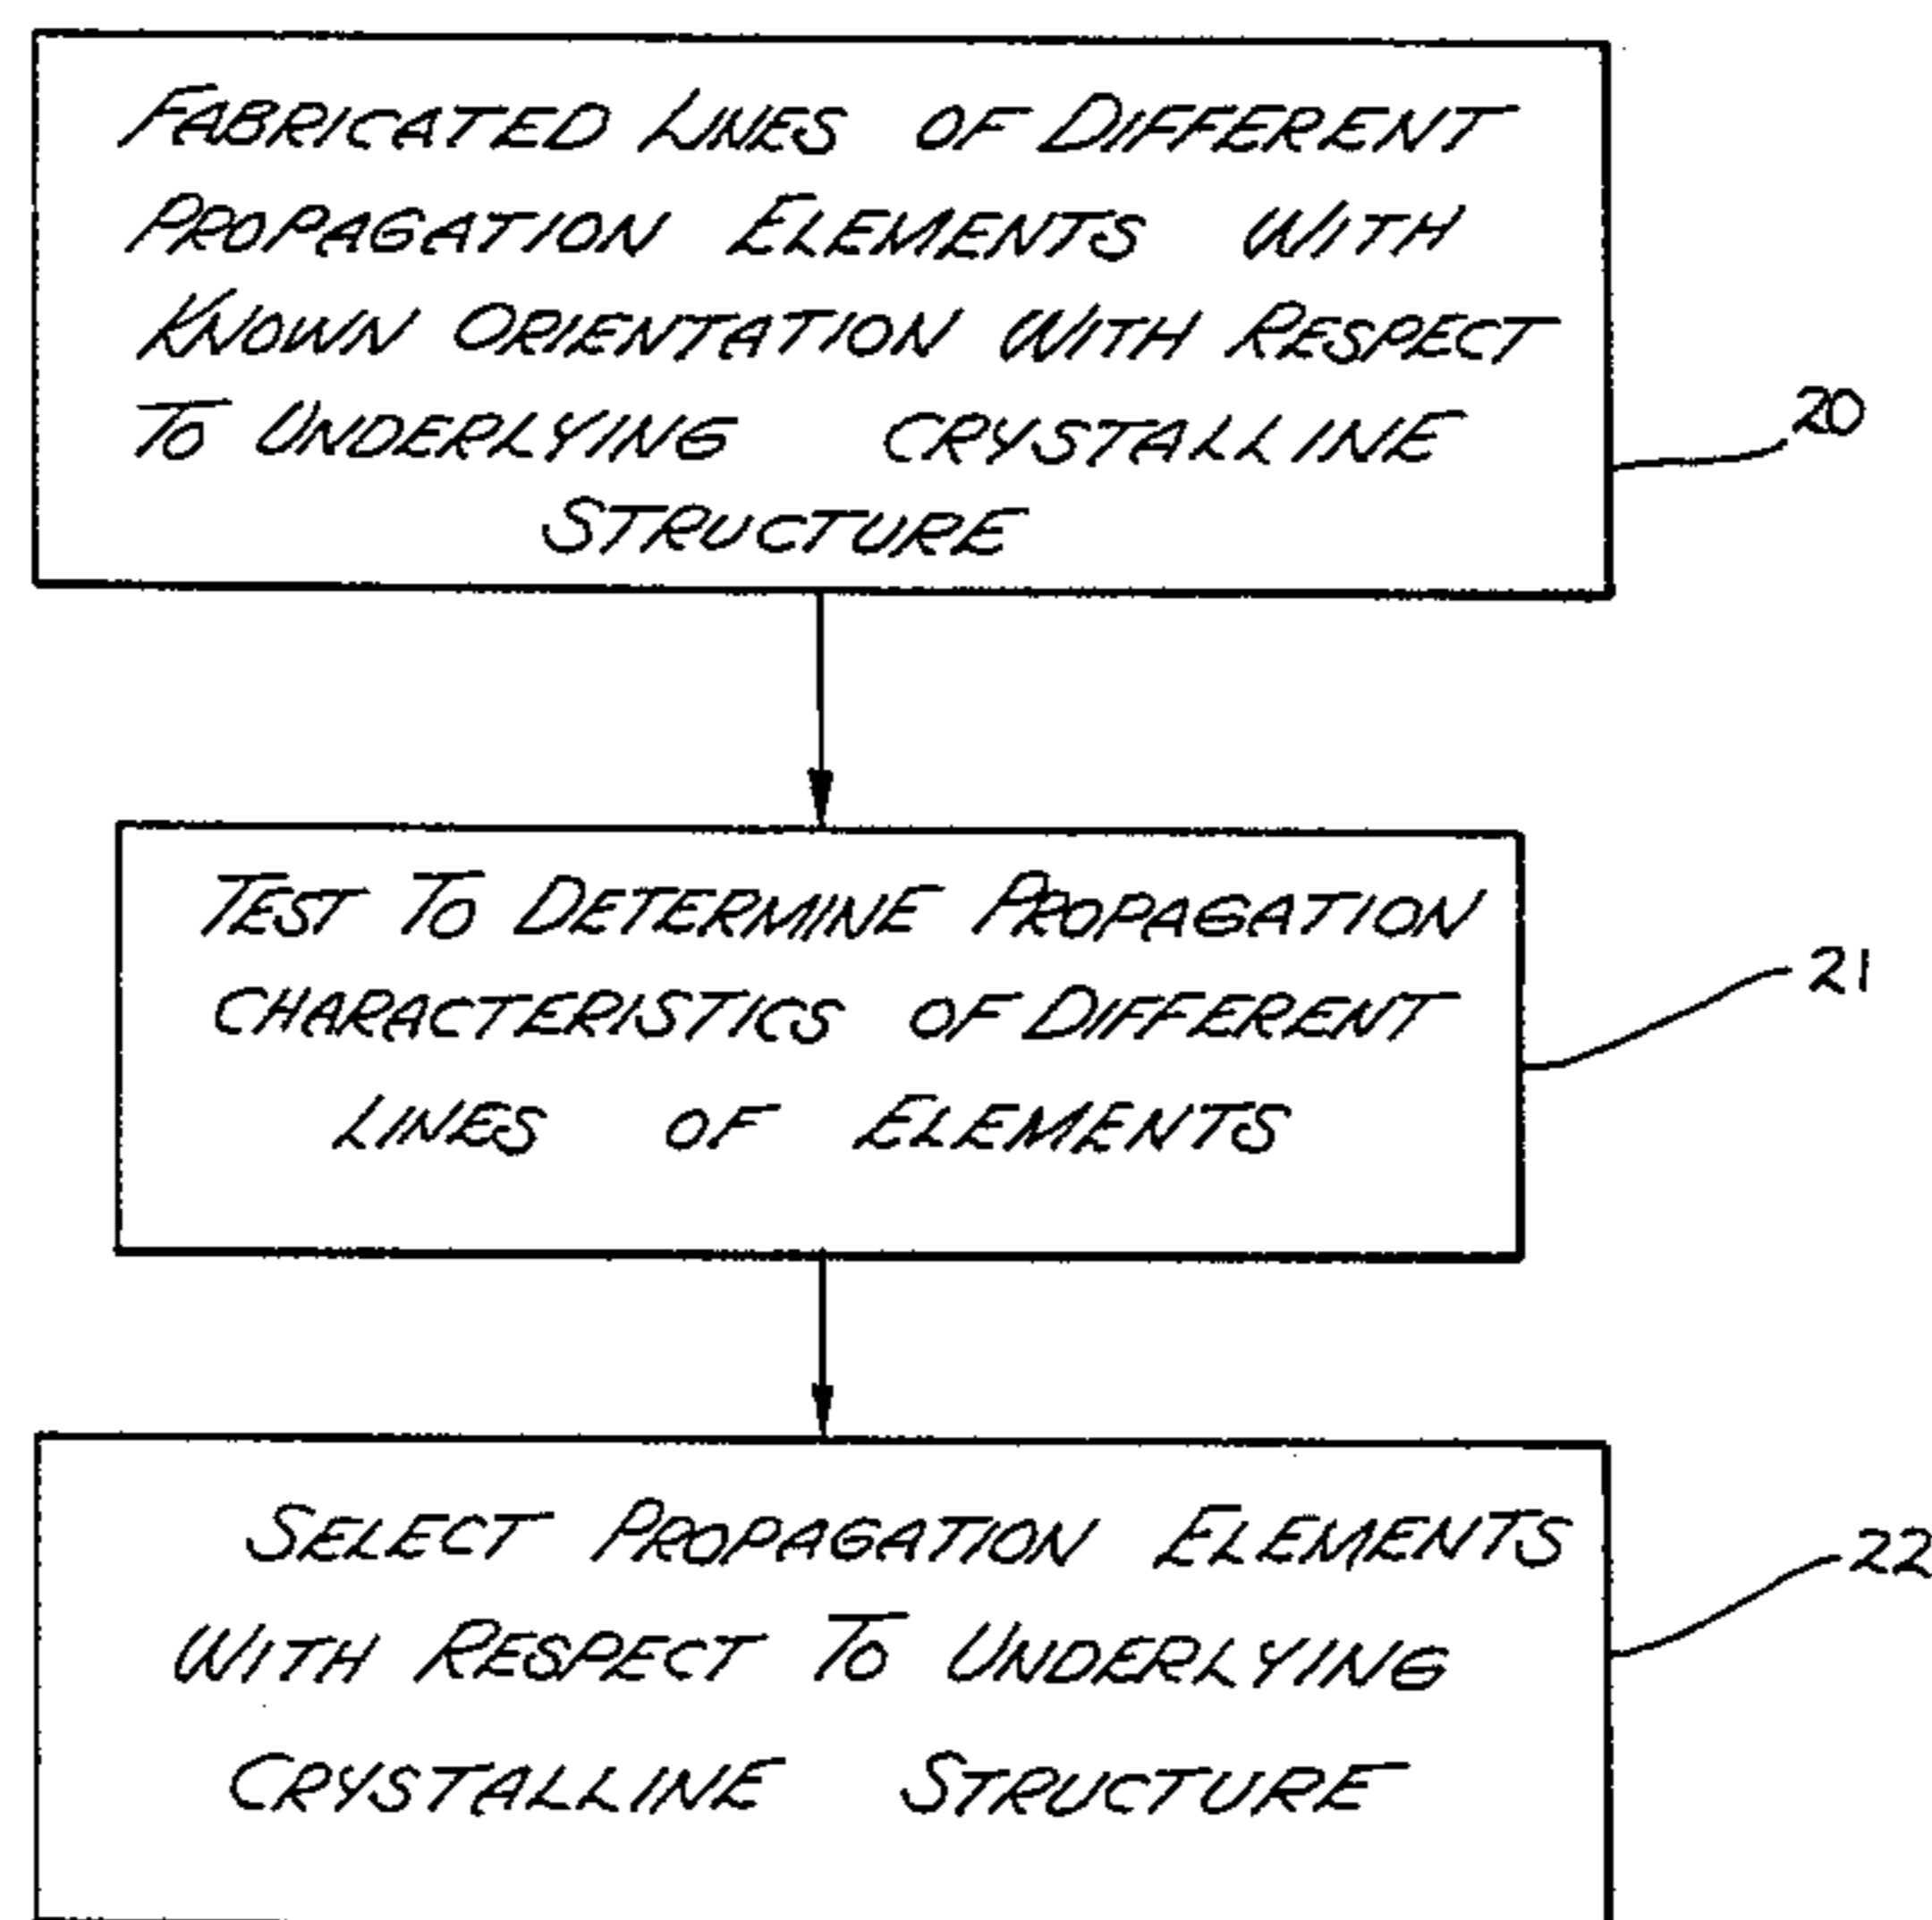 FABRICATED LINES OF DIFFERENT
PROPAGATION ELEMENTS WITH
KNOWN ORIENTATION WITH RESPECT
TO UNDERLYING CRYSTALLINE
STRUCTURE
20
TEST TO DETERMINE PROPAGATION
CHARACTERISTICS OF DIFFERENT
LINES OF ELEMENTS
21
SELECT PROPAGATION ELEMENTS
WITH RESPECT TO UNDERLYING
CRYSTALLINE STRUCTURE
22